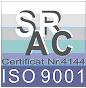 SR
AC
Certificat Nr.4144
ISO 9001